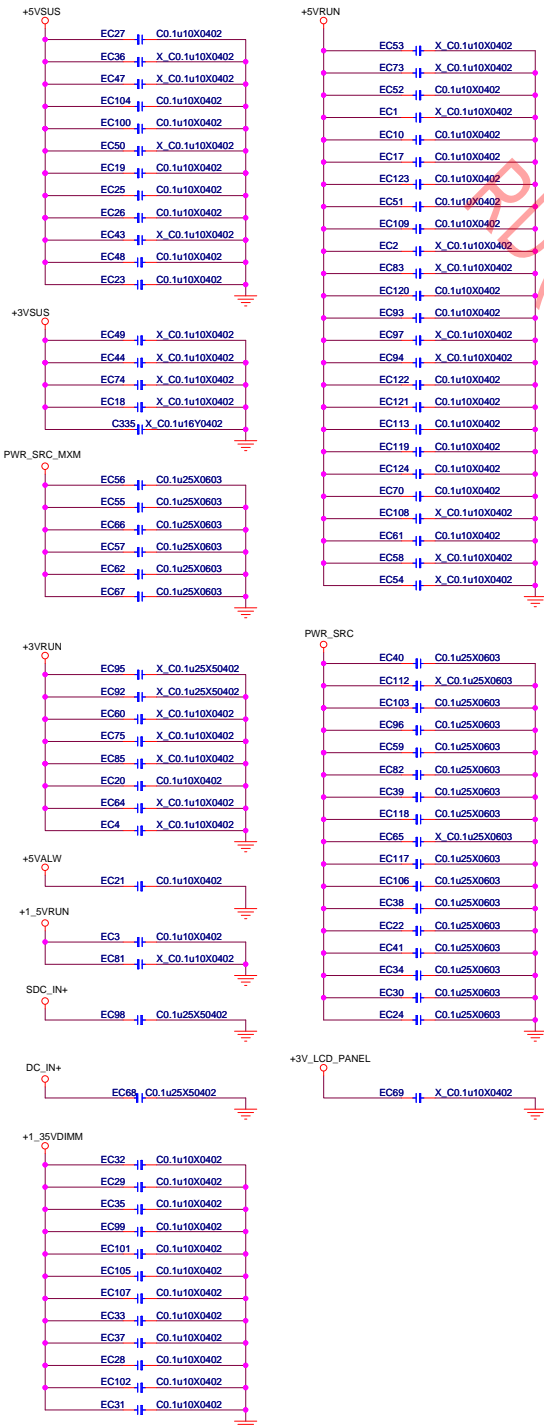 +5VSUS
EC27 C0.1u10X0402
EC36 X_C0.1u10X0402
EC47 X_C0.1u10X0402
EC104 C0.1u10X0402
EC100 C0.1u10X0402
EC50 X_C0.1u10X0402
EC19 C0.1u10X0402
EC25 C0.1u10X0402
EC26 C0.1u10X0402
EC43 X_C0.1u10X0402
EC48 C0.1u10X0402
EC23 C0.1u10X0402
+3VSUS
EC49 X_C0.1u10X0402
EC44 X_C0.1u10X0402
EC74 X_C0.1u10X0402
EC18 X_C0.1u10X0402
C335 X_C0.1u16Y0402
PWR_SRC_MXM
EC56 C0.1u25X0603
EC55 C0.1u25X0603
EC66 C0.1u25X0603
EC57 C0.1u25X0603
EC62 C0.1u25X0603
EC67 C0.1u25X0603
+3VRUN
EC95 X_C0.1u25X50402
EC92 X_C0.1u25X50402
EC60 X_C0.1u10X0402
EC75 X_C0.1u10X0402
EC85 X_C0.1u10X0402
EC20 C0.1u10X0402
EC64 X_C0.1u10X0402
EC4 X_C0.1u10X0402
+5VALW
EC21 C0.1u10X0402
+1_5VRUN
EC3 C0.1u10X0402
EC81 X_C0.1u10X0402
SDC_IN+
EC98 C0.1u25X50402
DC_IN+
EC68 C0.1u25X50402
+1_35VDIMM
EC32 C0.1u10X0402
EC29 C0.1u10X0402
EC35 C0.1u10X0402
EC99 C0.1u10X0402
EC101 C0.1u10X0402
EC105 C0.1u10X0402
EC107 C0.1u10X0402
EC33 C0.1u10X0402
EC37 C0.1u10X0402
EC28 C0.1u10X0402
EC102 C0.1u10X0402
EC31 C0.1u10X0402
+5VRUN
EC53 X_C0.1u10X0402
EC73 X_C0.1u10X0402
EC52 C0.1u10X0402
EC1 X_C0.1u10X0402
EC10 C0.1u10X0402
EC17 C0.1u10X0402
EC123 C0.1u10X0402
EC51 C0.1u10X0402
EC109 C0.1u10X0402
EC2 X_C0.1u10X0402
EC83 X_C0.1u10X0402
EC120 C0.1u10X0402
EC93 C0.1u10X0402
EC97 X_C0.1u10X0402
EC94 X_C0.1u10X0402
EC122 C0.1u10X0402
EC121 C0.1u10X0402
EC113 C0.1u10X0402
EC119 C0.1u10X0402
EC124 C0.1u10X0402
EC70 C0.1u10X0402
EC108 X_C0.1u10X0402
EC61 C0.1u10X0402
EC58 X_C0.1u10X0402
EC54 X_C0.1u10X0402
PWR_SRC
EC40 C0.1u25X0603
EC112 X_C0.1u25X0603
EC103 C0.1u25X0603
EC96 C0.1u25X0603
EC59 C0.1u25X0603
EC82 C0.1u25X0603
EC39 C0.1u25X0603
EC118 C0.1u25X0603
EC65 X_C0.1u25X0603
EC117 C0.1u25X0603
EC106 C0.1u25X0603
EC38 C0.1u25X0603
EC22 C0.1u25X0603
EC41 C0.1u25X0603
EC34 C0.1u25X0603
EC30 C0.1u25X0603
EC24 C0.1u25X0603
+3V_LCD_PANEL
EC69 X_C0.1u10X0402